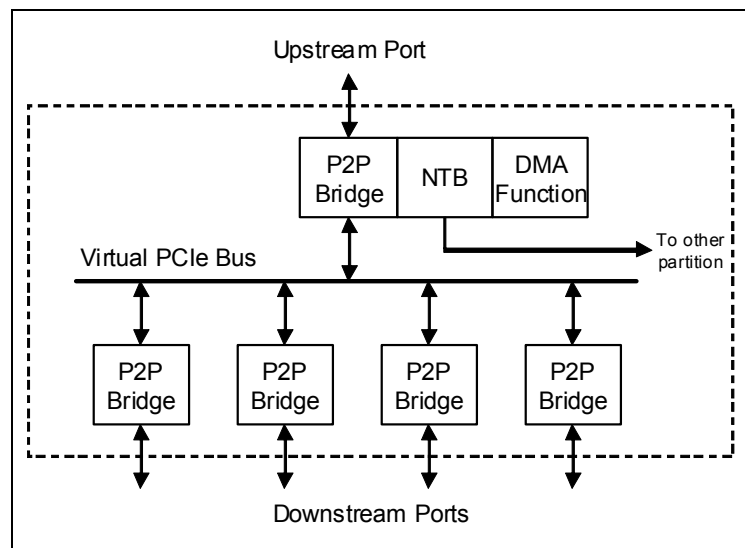 Upstream Port
P2P Bridge
NTB
DMA Function
To other partition
Virtual PCIe Bus
P2P Bridge
P2P Bridge
P2P Bridge
P2P Bridge
Downstream Ports